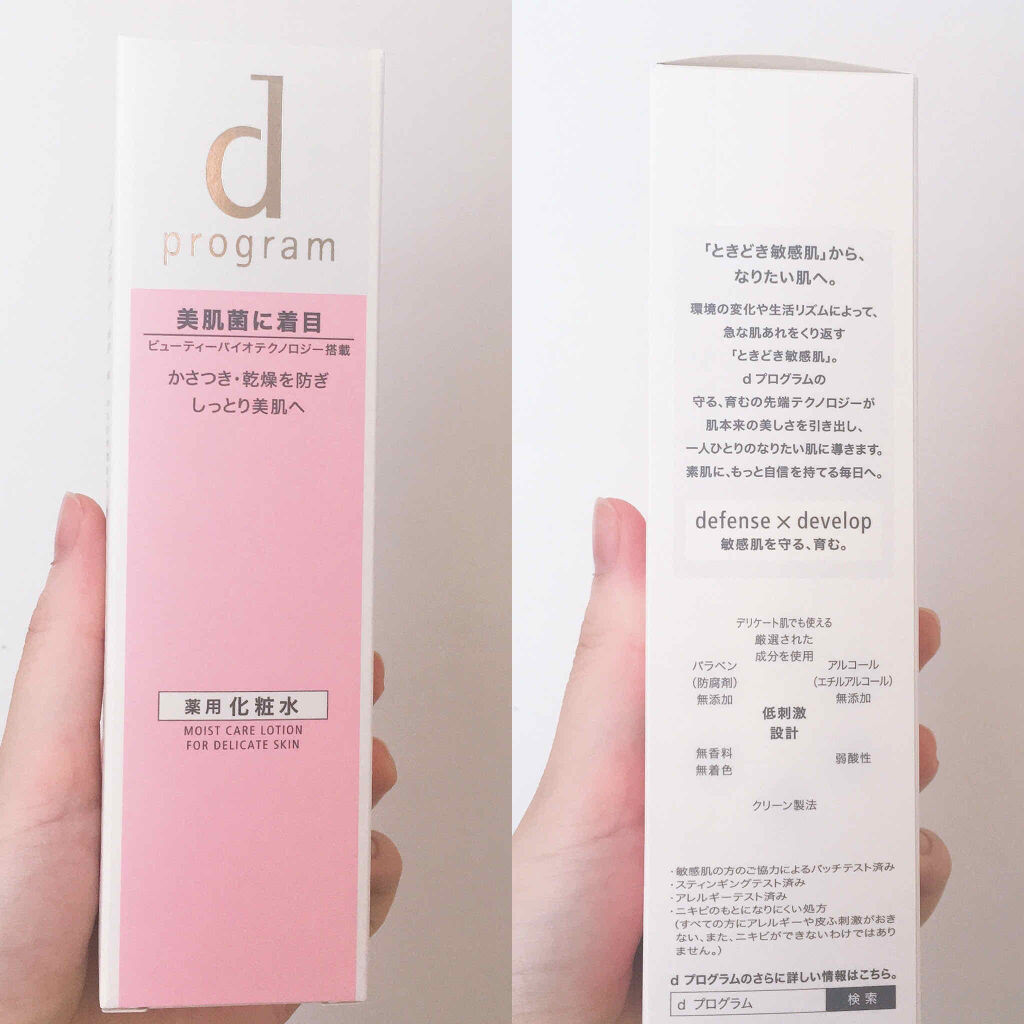 d
program
美肌菌に着目
ビューティーバイオテクノロジー搭載
かさつき・乾燥を防ぎ
しっとり美肌へ
薬用 化粧水
MOIST CARE LOTION
FOR DELICATE SKIN
「ときどき敏感肌」から、
なりたい肌へ。
環境の変化や生活リズムによって、
急な肌あれをくり返す
「ときどき敏感肌」。
d プログラムの
守る、育むの先端テクノロジーが
肌本来の美しさを引き出し、
一人ひとりのなりたい肌に導きます。
素肌に、もっと自信を持てる毎日へ。
defense × develop
敏感肌を守る、育む。
デリケート肌でも使える
厳選された
成分を使用
パラベン
(防腐剤)
無添加
アルコール
(エチルアルコール)
無添加
低刺激
設計
無香料
無着色
弱酸性
クリーン製法
・敏感肌の方のご協力によるパッチテスト済み
・スティンギングテスト済み
・アレルギーテスト済み
・ニキビのもとになりにくい処方
(すべての方にアレルギーや皮ふ刺激がおき
ない、また、ニキビができないわけではあり
ません。)
d プログラムのさらに詳しい情報はこちら。
d プログラム 検索